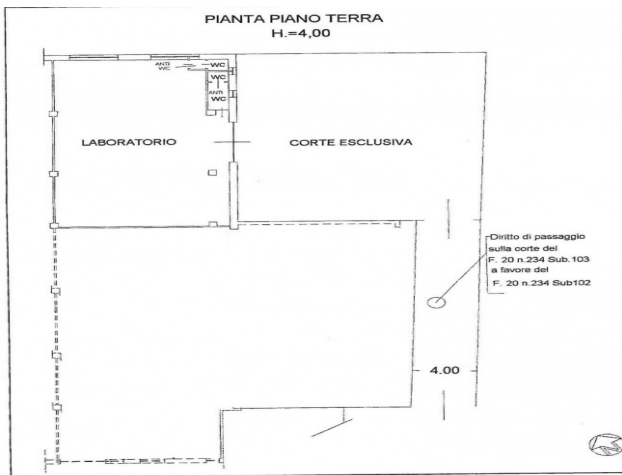 PIANTA PIANO TERRA
H.=4,00
ANTI
WC
WC
WC
ANTI
WC
LABORATORIO
CORTE ESCLUSIVA
Diritto di passaggio
sulla corte del
F. 20 n.234 Sub.103
a favore del
F. 20 n.234 Sub102
4.00